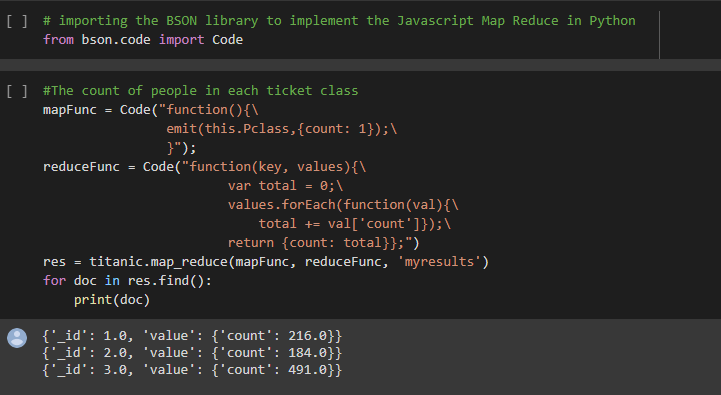 [ ] # importing the BSON library to implement the Javascript Map Reduce in Python
from bson.code import Code
[ ] #The count of people in each ticket class
mapFunc = Code("function(){\
emit(this.Pclass,{count: 1});\
}");
reduceFunc = Code("function(key, values){\
var total = 0;\
values.forEach(function(val){\
total += val['count']});\
return {count: total}};")
res = titanic.map_reduce(mapFunc, reduceFunc, 'myresults')
for doc in res.find():
print(doc)
{'_id': 1.0, 'value': {'count': 216.0}}
{'_id': 2.0, 'value': {'count': 184.0}}
{'_id': 3.0, 'value': {'count': 491.0}}